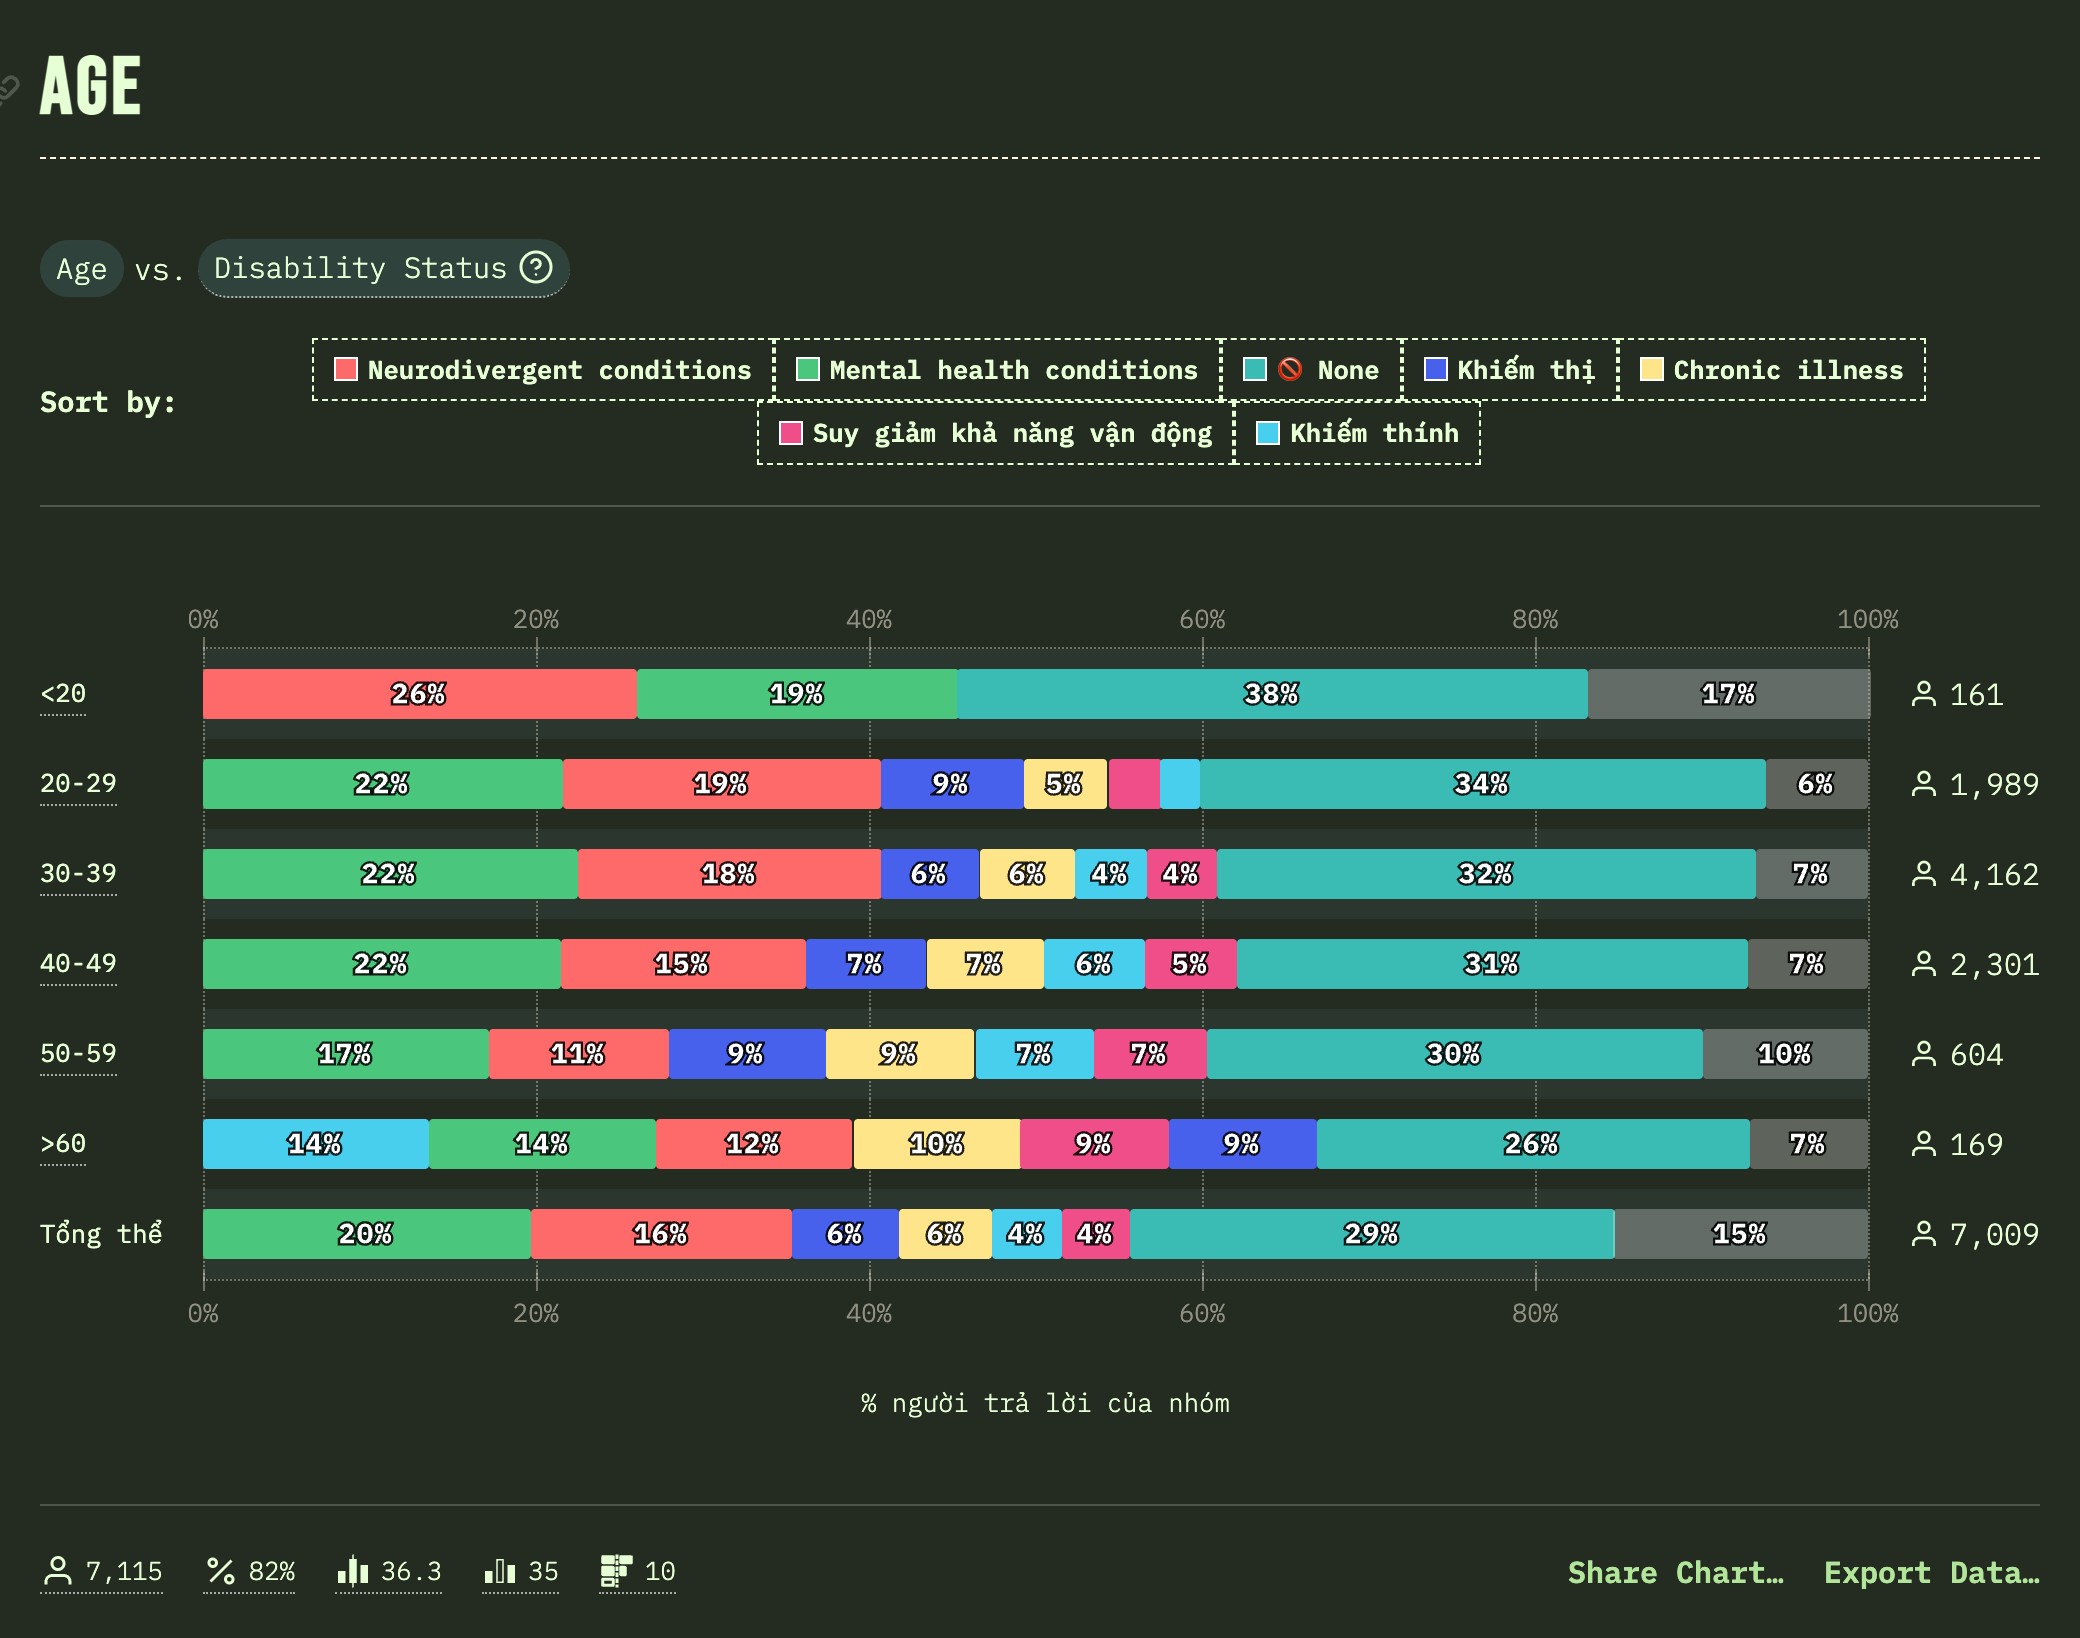 AGE
Age vs. Disability Status ?
Sort by:
Neurodivergent conditions Mental health conditions None Khiếm thị Chronic illness
Suy giảm khả năng vận động Khiếm thính
0% 20% 40% 60% 80% 100%
<20 26% 19% 38% 17% 161
20-29 22% 19% 9% 5% 34% 6% 1,989
30-39 22% 18% 6% 6% 4% 4% 32% 7% 4,162
40-49 22% 15% 7% 7% 6% 5% 31% 7% 2,301
50-59 17% 11% 9% 9% 7% 7% 30% 10% 604
>60 14% 14% 12% 10% 9% 9% 26% 7% 169
Tổng thể 20% 16% 6% 6% 4% 4% 29% 15% 7,009
0% 20% 40% 60% 80% 100%
% người trả lời của nhóm
7,115 82% 36.3 35 10 Share Chart… Export Data…